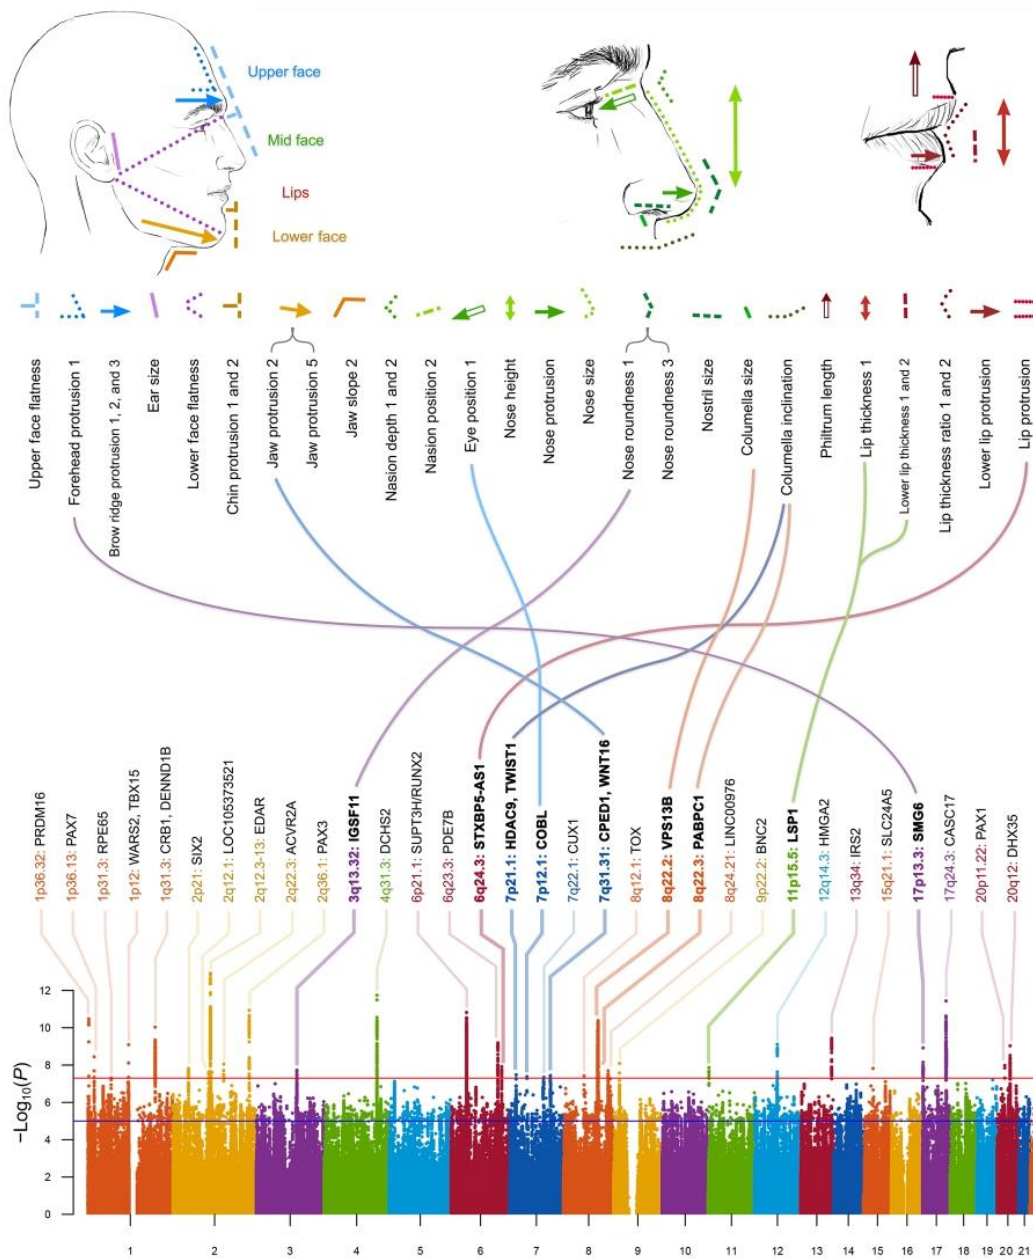 Upper face
Mid face
Lips
Lower face
Upper face flatness
Forehead protrusion 1
Brow ridge protrusion 1, 2, and 3
Ear size
Lower face flatness
Chin protrusion 1 and 2
Jaw protrusion 2
Jaw protrusion 5
Jaw slope 2
Nasion depth 1 and 2
Nasion position 2
Eye position 1
Nose height
Nose protrusion
Nose size
Nose roundness 1
Nose roundness 3
Nostril size
Columella size
Columella inclination
Philtrum length
Lip thickness 1
Lower lip thickness 1 and 2
Lip thickness ratio 1 and 2
Lower lip protrusion
Lip protrusion
1p36.32: PRDM16
1p36.13: PAX7
1p31.3: RPE65
1p12: WARS2, TBX15
1q31.3: CRB1, DENND1B
2p21: SIX2
2q12.1: LOC105373521
2q12.3-13: EDAR
2q22.3: ACVR2A
2q36.1: PAX3
3q13.32: IGSF11
4q31.3: DCHS2
6p21.1: SUPT3H/RUNX2
6q23.3: PDE7B
6q24.3: STXBP5-AS1
7p21.1: HDAC9, TWIST1
7p12.1: COBL
7q22.1: CUX1
7q31.31: CPED1, WNT16
8q12.1: TOX
8q22.2: VPS13B
8q22.3: PABPC1
8q24.21: LINC00976
9p22.2: BNC2
11p15.5: LSP1
12q14.3: HMGA2
13q34: IRS2
15q21.1: SLC24A5
17p13.3: SMG6
17q24.3: CASC17
20p11.22: PAX1
20q12: DHX35
−Log10(P)
12
10
8
6
4
2
0
1 2 3 4 5 6 7 8 9 10 11 12 13 14 15 16 17 18 19 20 21